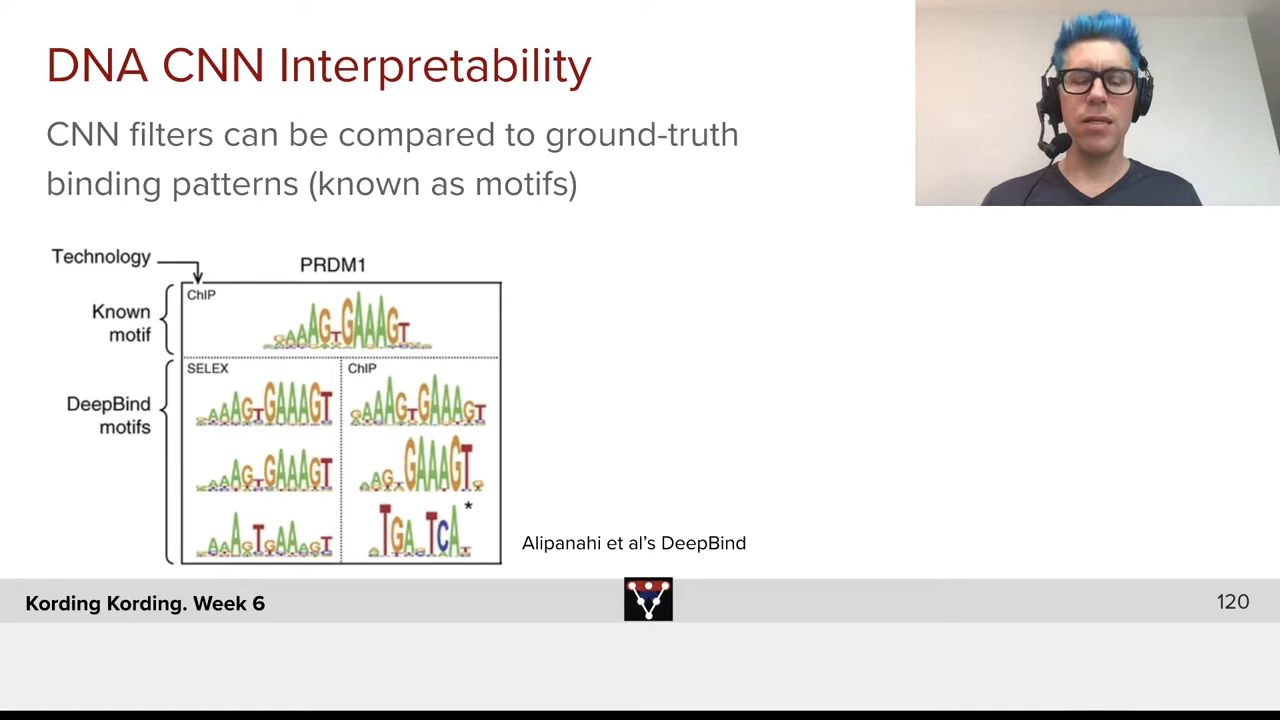 DNA CNN Interpretability
CNN filters can be compared to ground-truth
binding patterns (known as motifs)
Technology
PRDM1
ChIP
Known
motif
SELEX
ChIP
DeepBind
motifs
*
Alipanahi et al's DeepBind
Kording Kording. Week 6
120